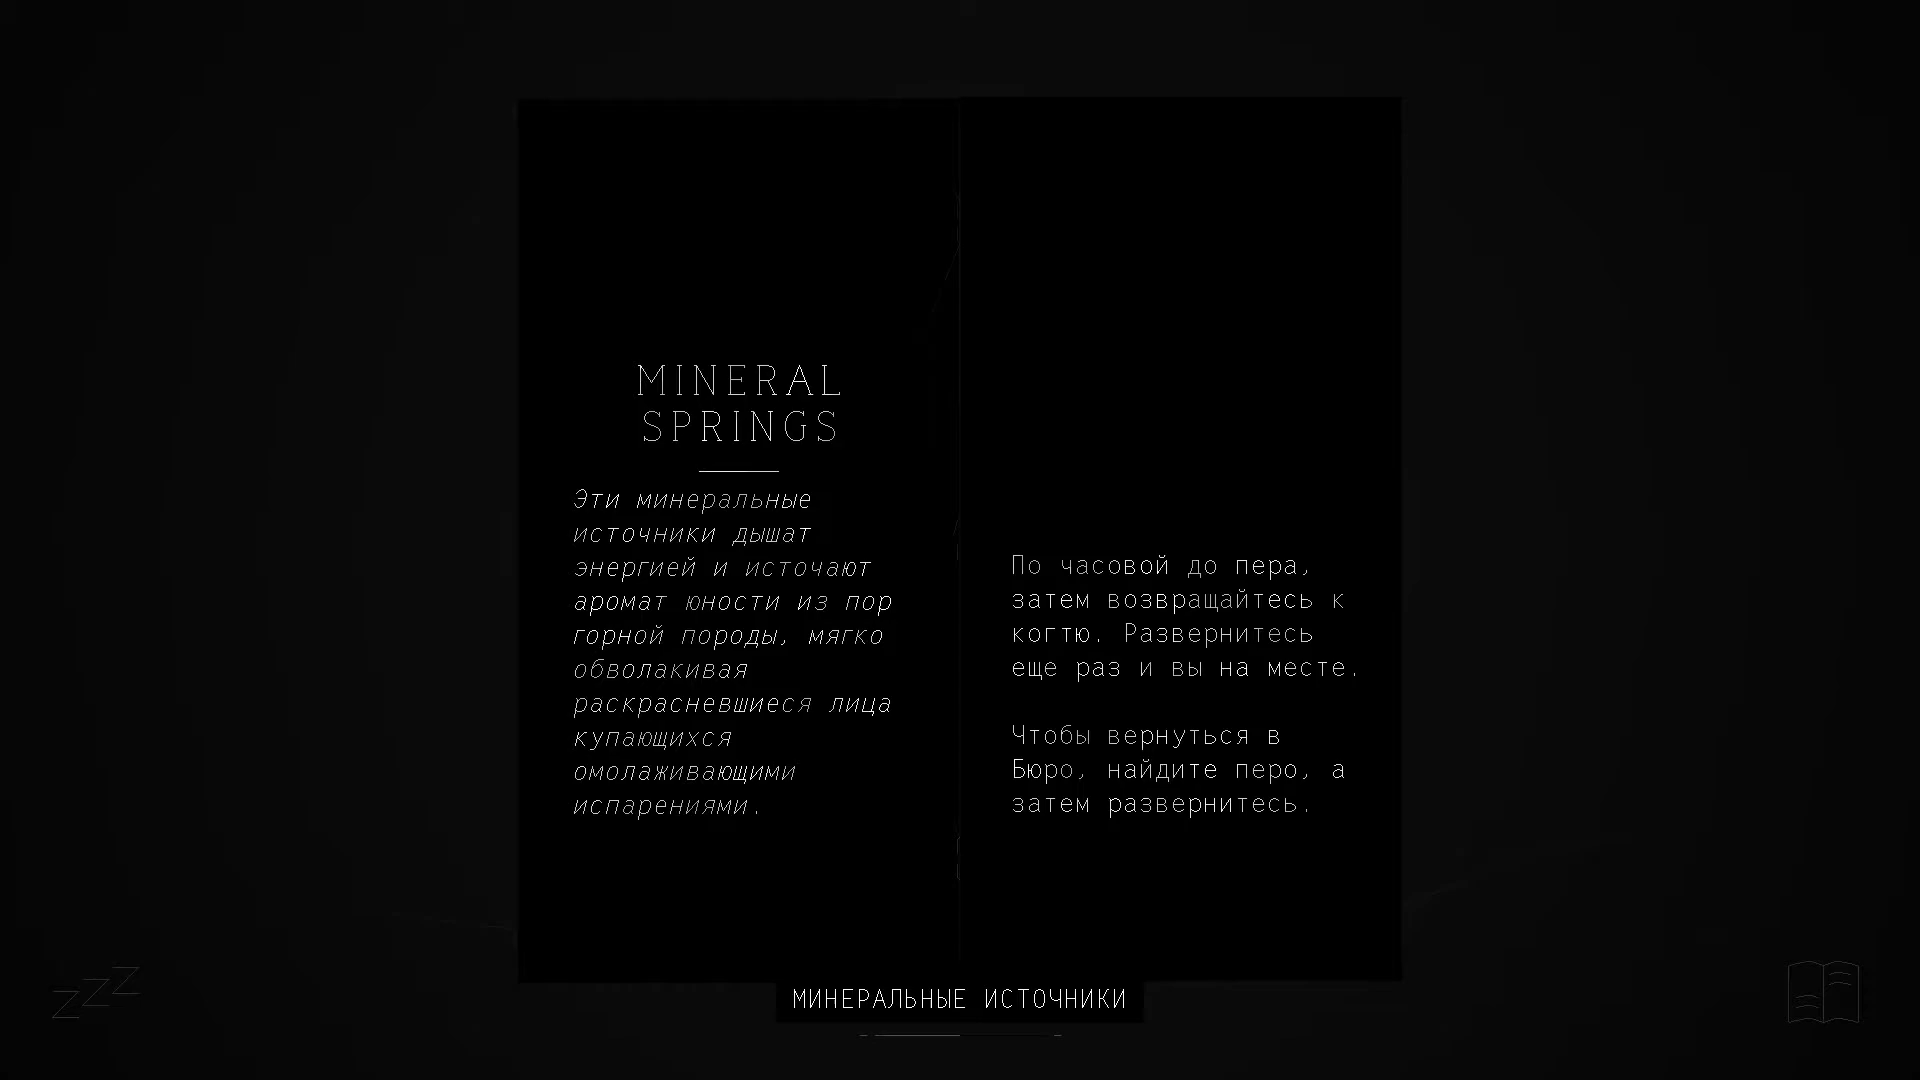 MINERAL
SPRINGS
Эти минеральные
источники дышат
энергией и источают
аромат юности из пор
горной породы, мягко
обволакивая
раскрасневшиеся лица
купающихся
омолаживающими
испарениями.
По часовой до пера,
затем возвращайтесь к
когтю. Развернитесь
еще раз и вы на месте.
Чтобы вернуться в
Бюро, найдите перо, а
затем развернитесь.
МИНЕРАЛЬНЫЕ ИСТОЧНИКИ
ZZZ